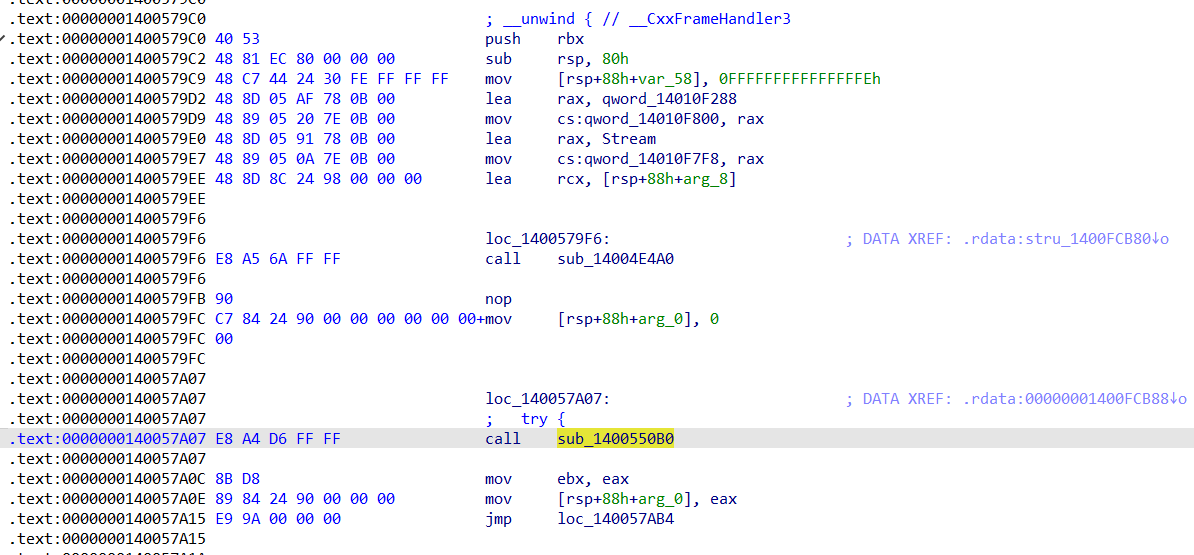 .text:00000001400579C0
.text:00000001400579C0 ; __unwind { // __CxxFrameHandler3
.text:00000001400579C0 40 53 push rbx
.text:00000001400579C2 48 81 EC 80 00 00 00 sub rsp, 80h
.text:00000001400579C9 48 C7 44 24 30 FE FF FF FF mov [rsp+88h+var_58], 0FFFFFFFFFFFFFFFEh
.text:00000001400579D2 48 8D 05 AF 78 0B 00 lea rax, qword_14010F288
.text:00000001400579D9 48 89 05 20 7E 0B 00 mov cs:qword_14010F800, rax
.text:00000001400579E0 48 8D 05 91 78 0B 00 lea rax, Stream
.text:00000001400579E7 48 89 05 0A 7E 0B 00 mov cs:qword_14010F7F8, rax
.text:00000001400579EE 48 8D 8C 24 98 00 00 00 lea rcx, [rsp+88h+arg_8]
.text:00000001400579EE
.text:00000001400579F6
.text:00000001400579F6 loc_1400579F6: ; DATA XREF: .rdata:stru_1400FCB80↓o
.text:00000001400579F6 E8 A5 6A FF FF call sub_14004E4A0
.text:00000001400579F6
.text:00000001400579FB 90 nop
.text:00000001400579FC C7 84 24 90 00 00 00 00 00 00+mov [rsp+88h+arg_0], 0
.text:00000001400579FC 00
.text:00000001400579FC
.text:0000000140057A07
.text:0000000140057A07 loc_140057A07: ; DATA XREF: .rdata:00000001400FCB88↓o
.text:0000000140057A07 ; try {
.text:0000000140057A07 E8 A4 D6 FF FF call sub_1400550B0
.text:0000000140057A07
.text:0000000140057A0C 8B D8 mov ebx, eax
.text:0000000140057A0E 89 84 24 90 00 00 00 mov [rsp+88h+arg_0], eax
.text:0000000140057A15 E9 9A 00 00 00 jmp loc_140057AB4
.text:0000000140057A15